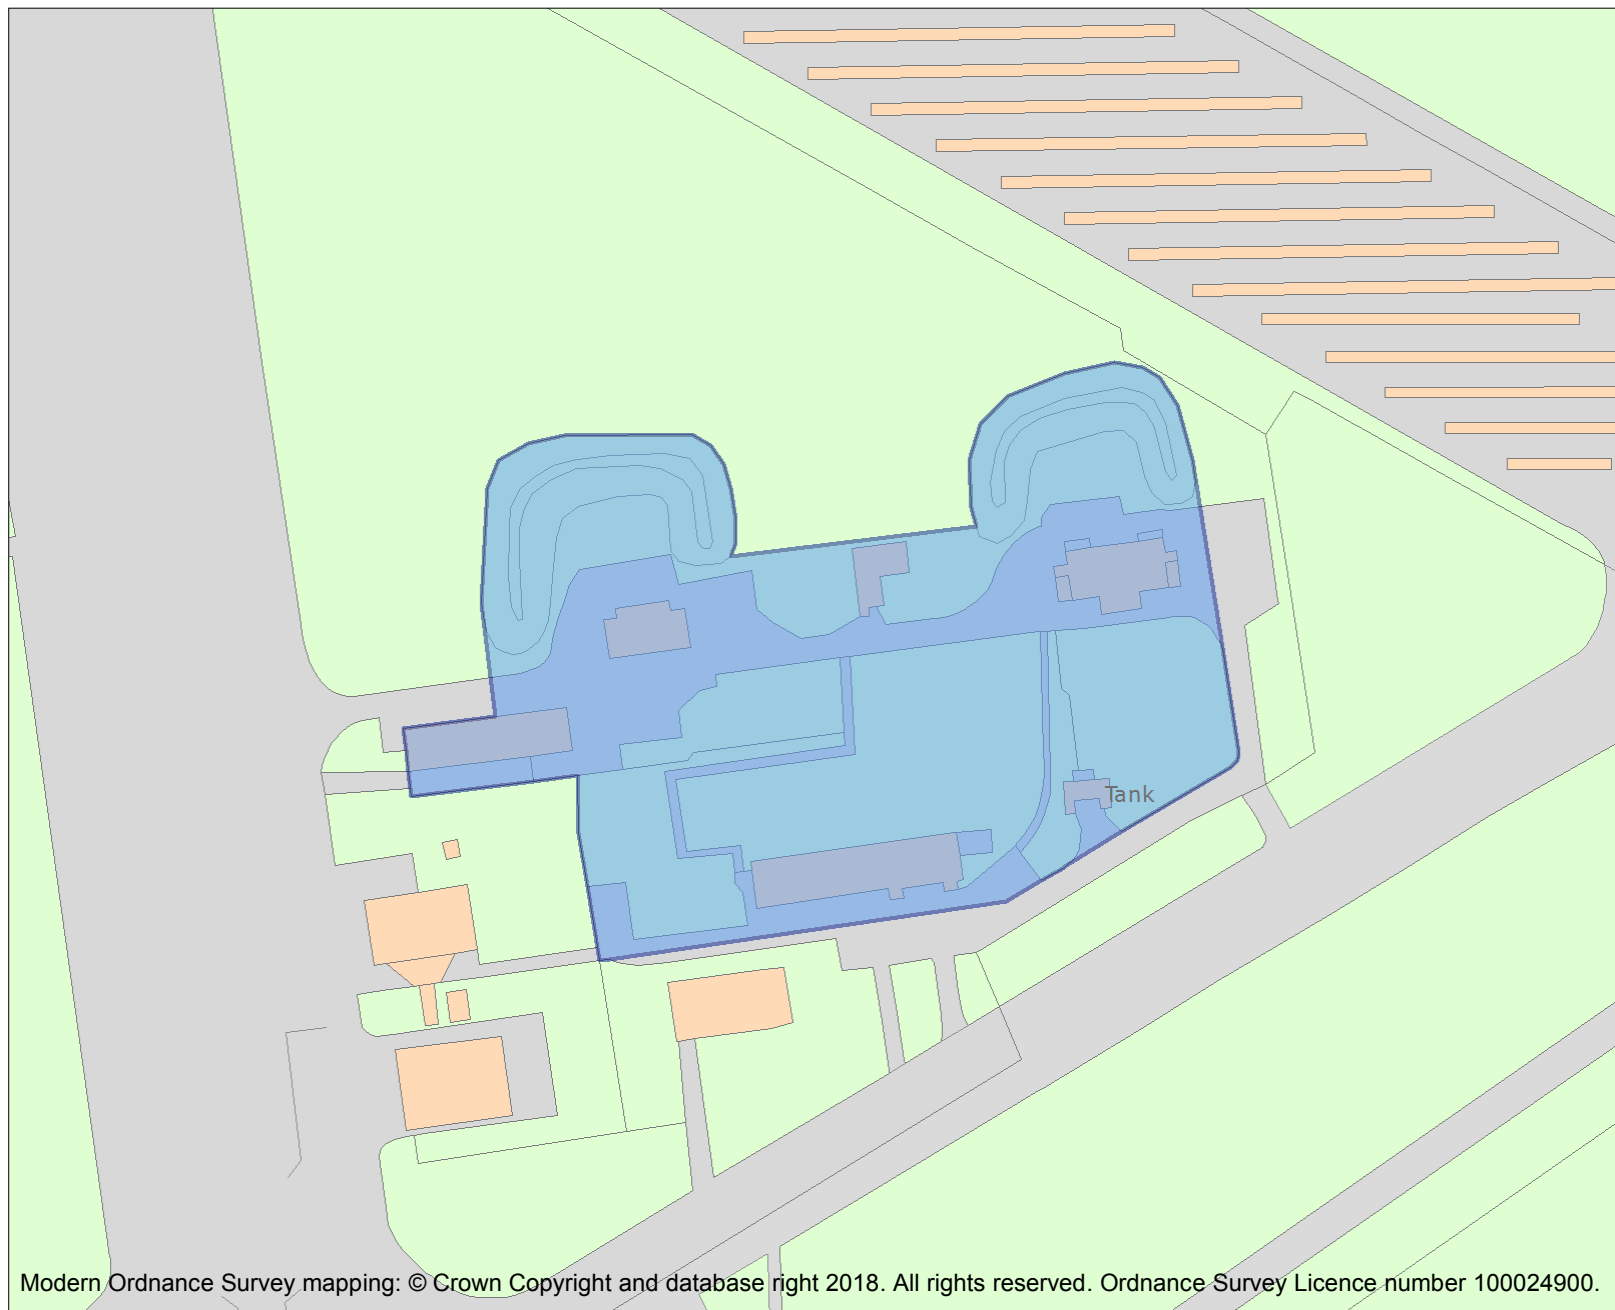 Tank
Modern Ordnance Survey mapping: © Crown Copyright and database right 2018. All rights reserved. Ordnance Survey Licence number 100024900.